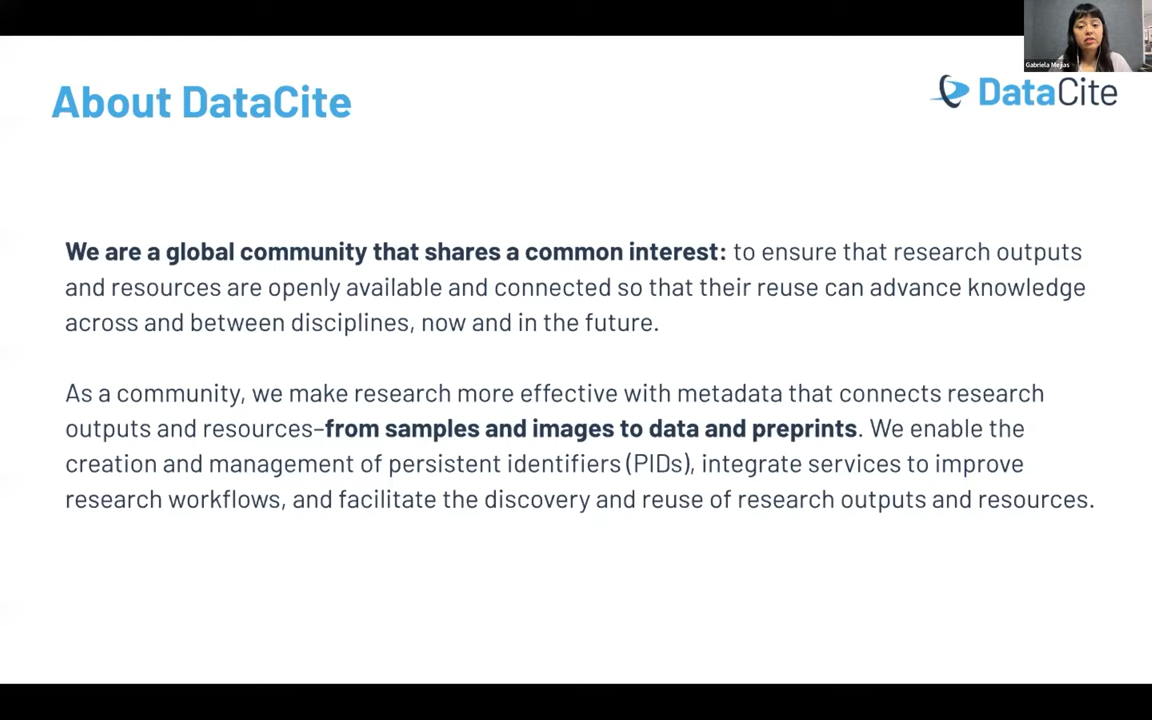 Gabriela Mejias
About DataCite
DataCite
We are a global community that shares a common interest: to ensure that research outputs
and resources are openly available and connected so that their reuse can advance knowledge
across and between disciplines, now and in the future.
As a community, we make research more effective with metadata that connects research
outputs and resources–from samples and images to data and preprints. We enable the
creation and management of persistent identifiers (PIDs), integrate services to improve
research workflows, and facilitate the discovery and reuse of research outputs and resources.